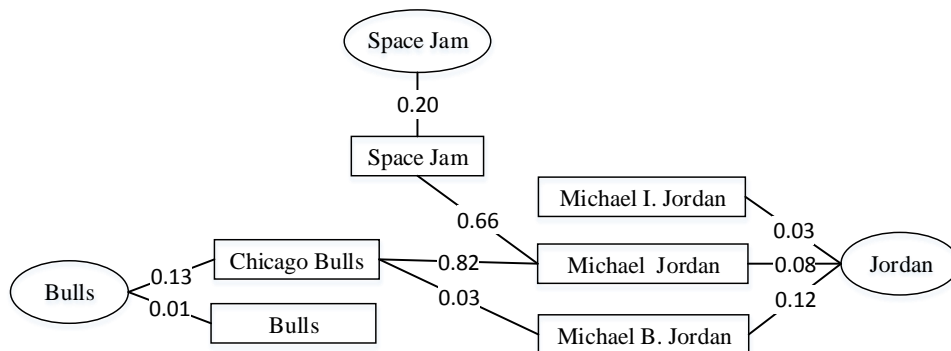 Space Jam
0.20
Space Jam
Michael I. Jordan
0.66
0.03
Chicago Bulls
0.82
Michael Jordan
0.08
Jordan
0.13
Bulls
0.01
0.03
0.12
Bulls
Michael B. Jordan